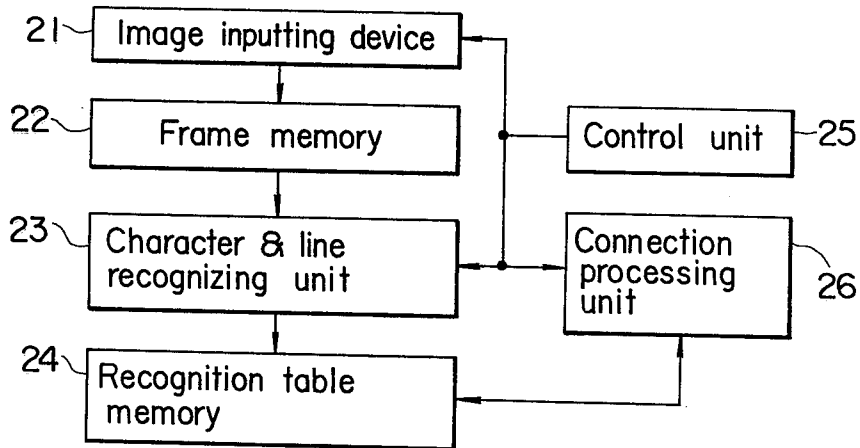 21
Image inputting device
22
Frame memory
Control unit
25
23
Character & line
recognizing unit
Connection
processing
unit
26
24
Recognition table
memory